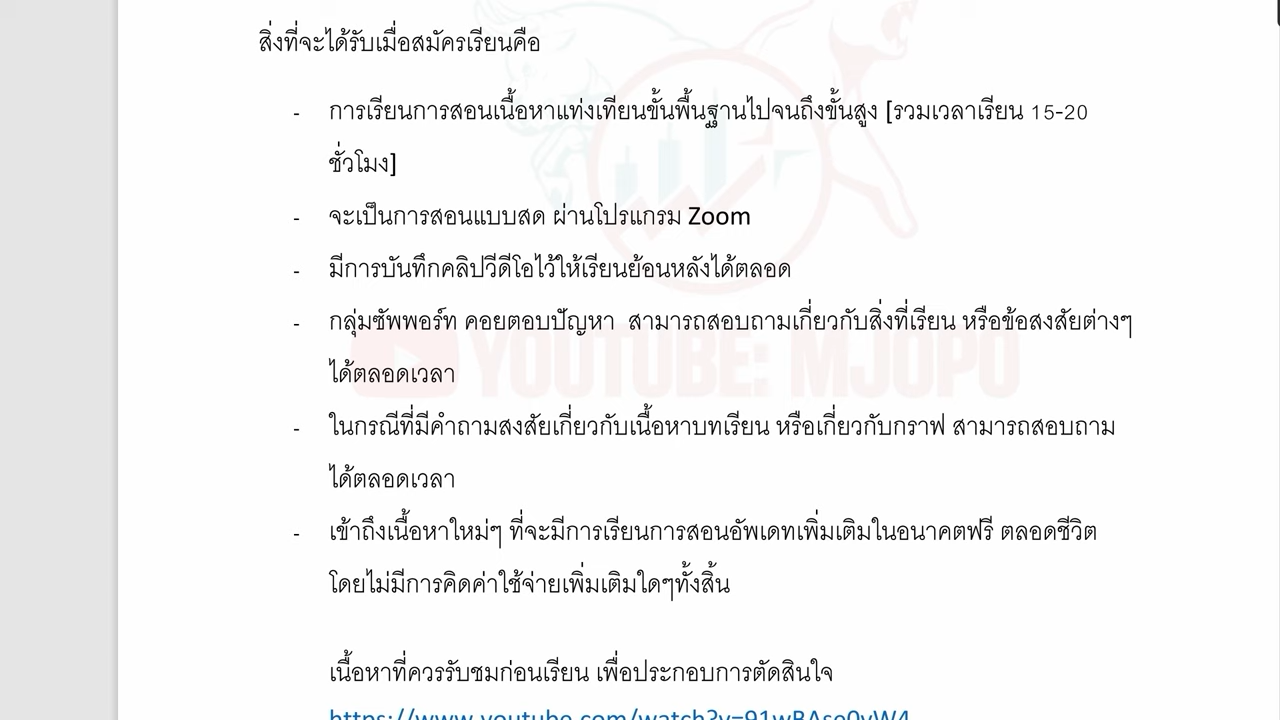 สิ่งที่จะได้รับเมื่อสมัครเรียนคือ
- การเรียนการสอนเนื้อหาแท่งเทียนขั้นพื้นฐานไปจนถึงขั้นสูง [รวมเวลาเรียน 15-20
ชั่วโมง]
- จะเป็นการสอนแบบสด ผ่านโปรแกรม Zoom
- มีการบันทึกคลิปวีดีโอไว้ให้เรียนย้อนหลังได้ตลอด
- กลุ่มซัพพอร์ท คอยตอบปัญหา สามารถสอบถามเกี่ยวกับสิ่งที่เรียน หรือข้อสงสัยต่างๆ
ได้ตลอดเวลา
YOUTUBE: MJOPO
- ในกรณีที่มีคำถามสงสัยเกี่ยวกับเนื้อหาบทเรียน หรือเกี่ยวกับกราฟ สามารถสอบถาม
ได้ตลอดเวลา
- เข้าถึงเนื้อหาใหม่ๆ ที่จะมีการเรียนการสอนอัพเดทเพิ่มเติมในอนาคตฟรี ตลอดชีวิต
โดยไม่มีการคิดค่าใช้จ่ายเพิ่มเติมใดๆทั้งสิ้น
เนื้อหาที่ควรรับชมก่อนเรียน เพื่อประกอบการตัดสินใจ